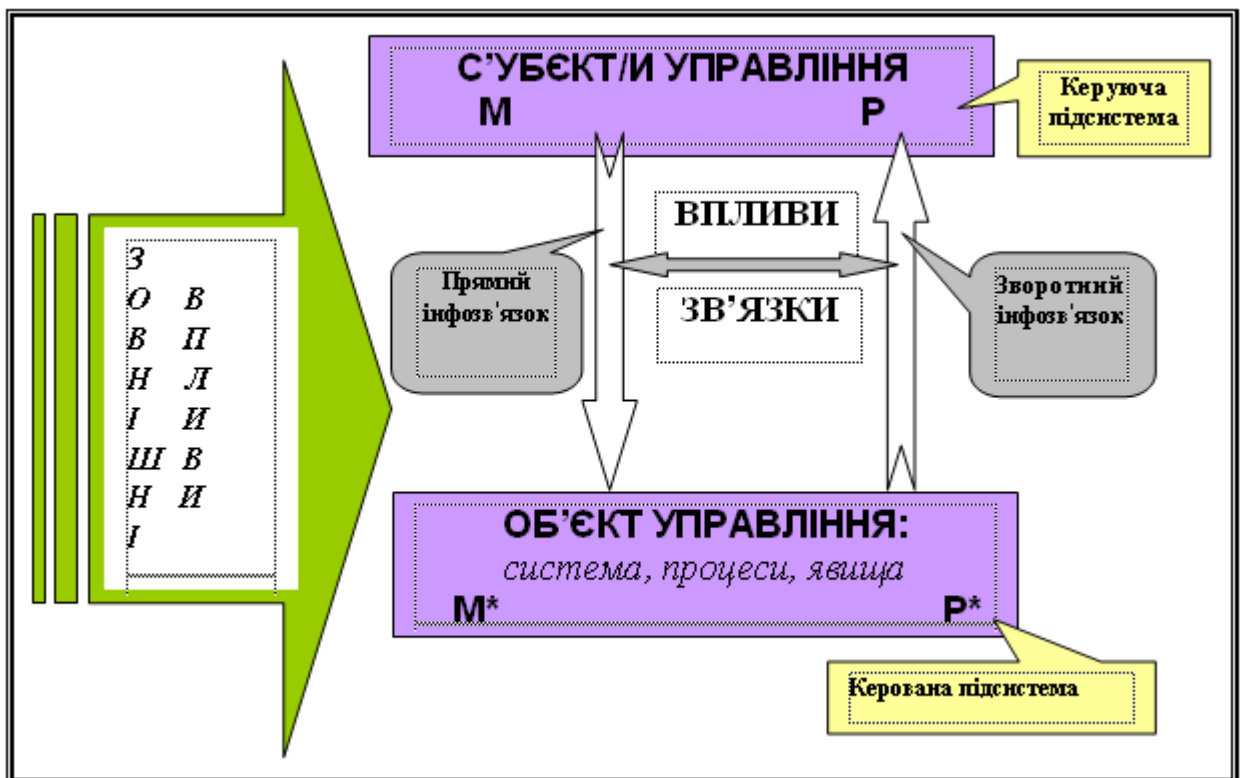 С’УБЄКТ/И УПРАВЛІННЯ
М Р
Керуюча
підсистема
ВПЛИВИ
ЗВ’ЯЗКИ
Прямий
інфозв'язок
Зворотний
інфозв'язок
З
О В
В П
Н Л
І И
Ш В
Н И
І
ОБ’ЄКТ УПРАВЛІННЯ:
система, процеси, явища
М* Р*
Керована підсистема